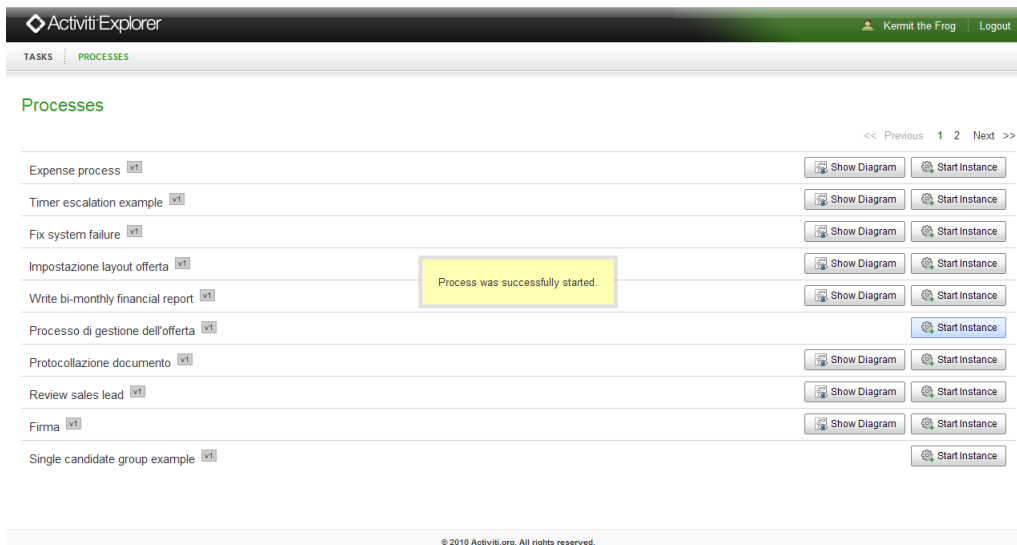 Activiti Explorer
Kermit the Frog Logout
TASKS PROCESSES
Processes
<< Previous 1 2 Next >>
Expense process v1 Show Diagram Start Instance
Timer escalation example v1 Show Diagram Start Instance
Fix system failure v1 Show Diagram Start Instance
Impostazione layout offerta v1 Show Diagram Start Instance
Process was successfully started.
Write bi-monthly financial report v1 Show Diagram Start Instance
Processo di gestione dell'offerta v1 Start Instance
Protocollazione documento v1 Show Diagram Start Instance
Review sales lead v1 Show Diagram Start Instance
Firma v1 Show Diagram Start Instance
Single candidate group example v1 Start Instance
© 2010 Activiti.org. All rights reserved.